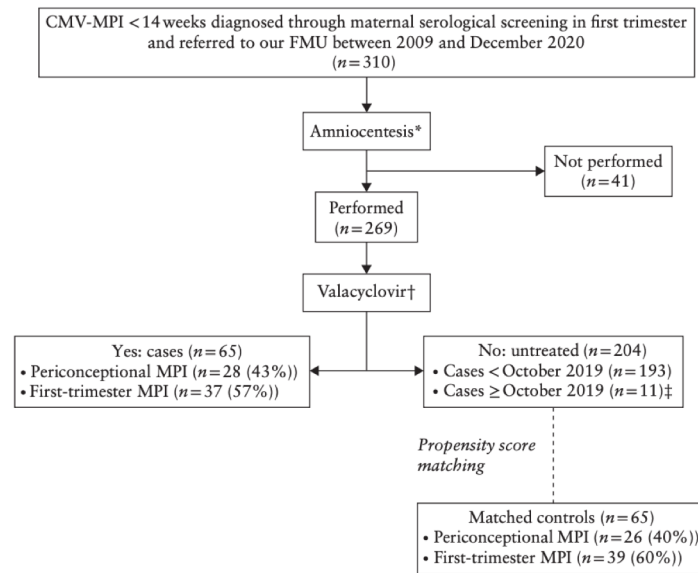 CMV-MPI <14 weeks diagnosed through maternal serological screening in first trimester
and referred to our FMU between 2009 and December 2020
(n=310)
Amniocentesis*
Not performed
(n=41)
Performed
(n=269)
Valacyclovir†
Yes: cases (n=65)
• Periconceptional MPI (n=28 (43%))
• First-trimester MPI (n=37 (57%))
No: untreated (n=204)
• Cases <October 2019 (n=193)
• Cases ≥October 2019 (n=11)‡
Propensity score
matching
Matched controls (n=65)
• Periconceptional MPI (n=26 (40%))
• First-trimester MPI (n=39 (60%))